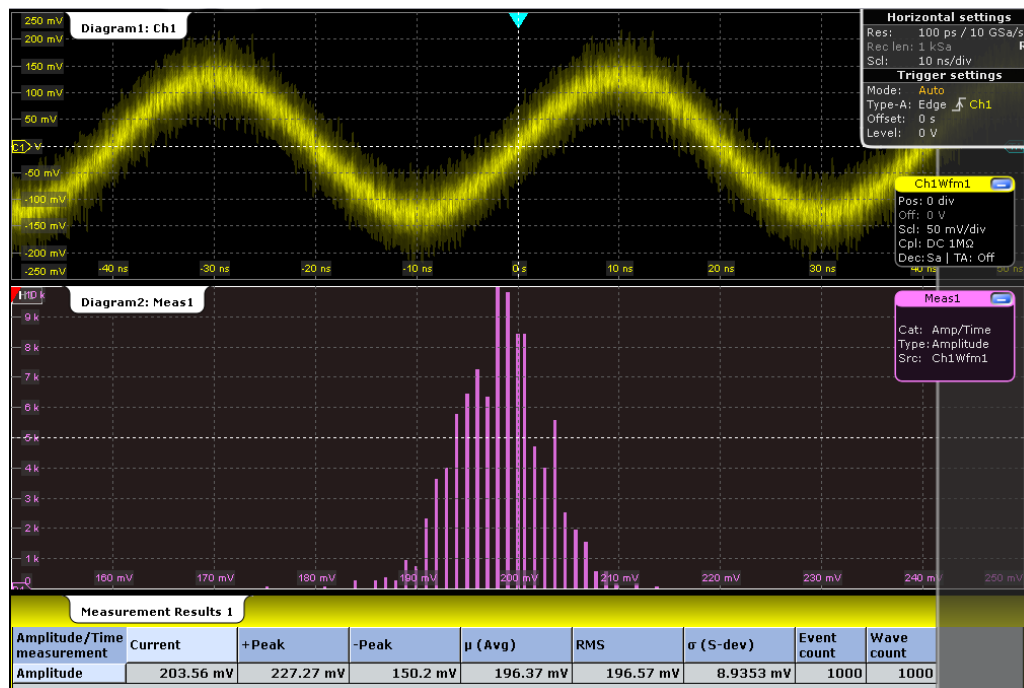 250 mV
Diagram1: Ch1
200 mV
150 mV
100 mV
50 mV
C1 V
-50 mV
-100 mV
-150 mV
-200 mV
-250 mV
-40 ns -30 ns -20 ns -10 ns 0 s 10 ns 20 ns 30 ns 40 ns 50 ns
Horizontal settings
Res: 100 ps / 10 GSa/s
Rec len: 1 kSa R
Scl: 10 ns/div
Trigger settings
Mode: Auto
Type-A: Edge Ch1
Offset: 0 s
Level: 0 V
Ch1Wfm1
Pos: 0 div
Off: 0 V
Scl: 50 mV/div
Cpl: DC 1MΩ
Dec: Sa | TA: Off
Diagram2: Meas1
10 k
9 k
8 k
7 k
6 k
5 k
4 k
3 k
2 k
1 k
0
160 mV 170 mV 180 mV 190 mV 200 mV 210 mV 220 mV 230 mV 240 mV 250 mV
Meas1
Cat: Amp/Time
Type: Amplitude
Src: Ch1Wfm1
Measurement Results 1
Amplitude/Time measurement Current +Peak -Peak µ (Avg) RMS σ (S-dev) Event count Wave count
Amplitude 203.56 mV 227.27 mV 150.2 mV 196.37 mV 196.57 mV 8.9353 mV 1000 1000